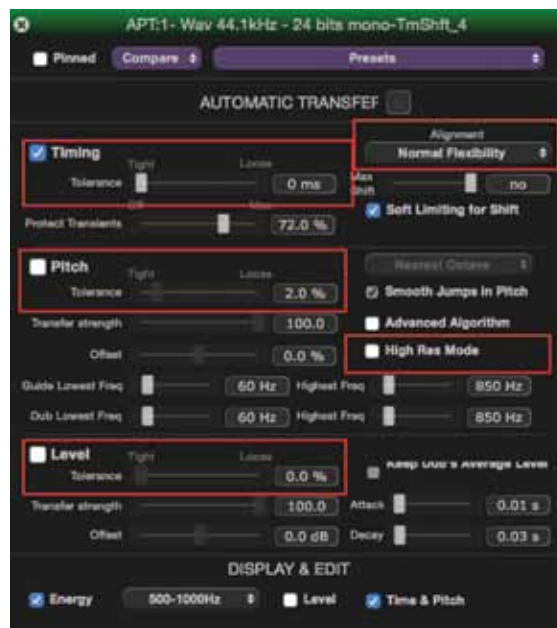 APT:1- Wav 44.1kHz - 24 bits mono-TmShft_4
Pinned Compare Presets
AUTOMATIC TRANSFEF
Alignment
Timing Tight Loose Normal Flexibility
Tolerance 0 ms Max Shift no
Off Max
Protect Transients 72.0 % Soft Limiting for Shift
Pitch Tight Loose Nearest Octave
Tolerance 2.0 % Smooth Jumps in Pitch
Transfer strength 100.0 Advanced Algorithm
Offset 0.0 % High Res Mode
Guide Lowest Freq 60 Hz Highest Freq 850 Hz
Dub Lowest Freq 60 Hz Highest Freq 850 Hz
Level Tight Loose
Tolerance 0.0 % Keep Dub's Average Level
Transfer strength 100.0 Attack 0.01 s
Offset 0.0 dB Decay 0.03 s
DISPLAY & EDIT
Energy 500-1000Hz Level Time & Pitch